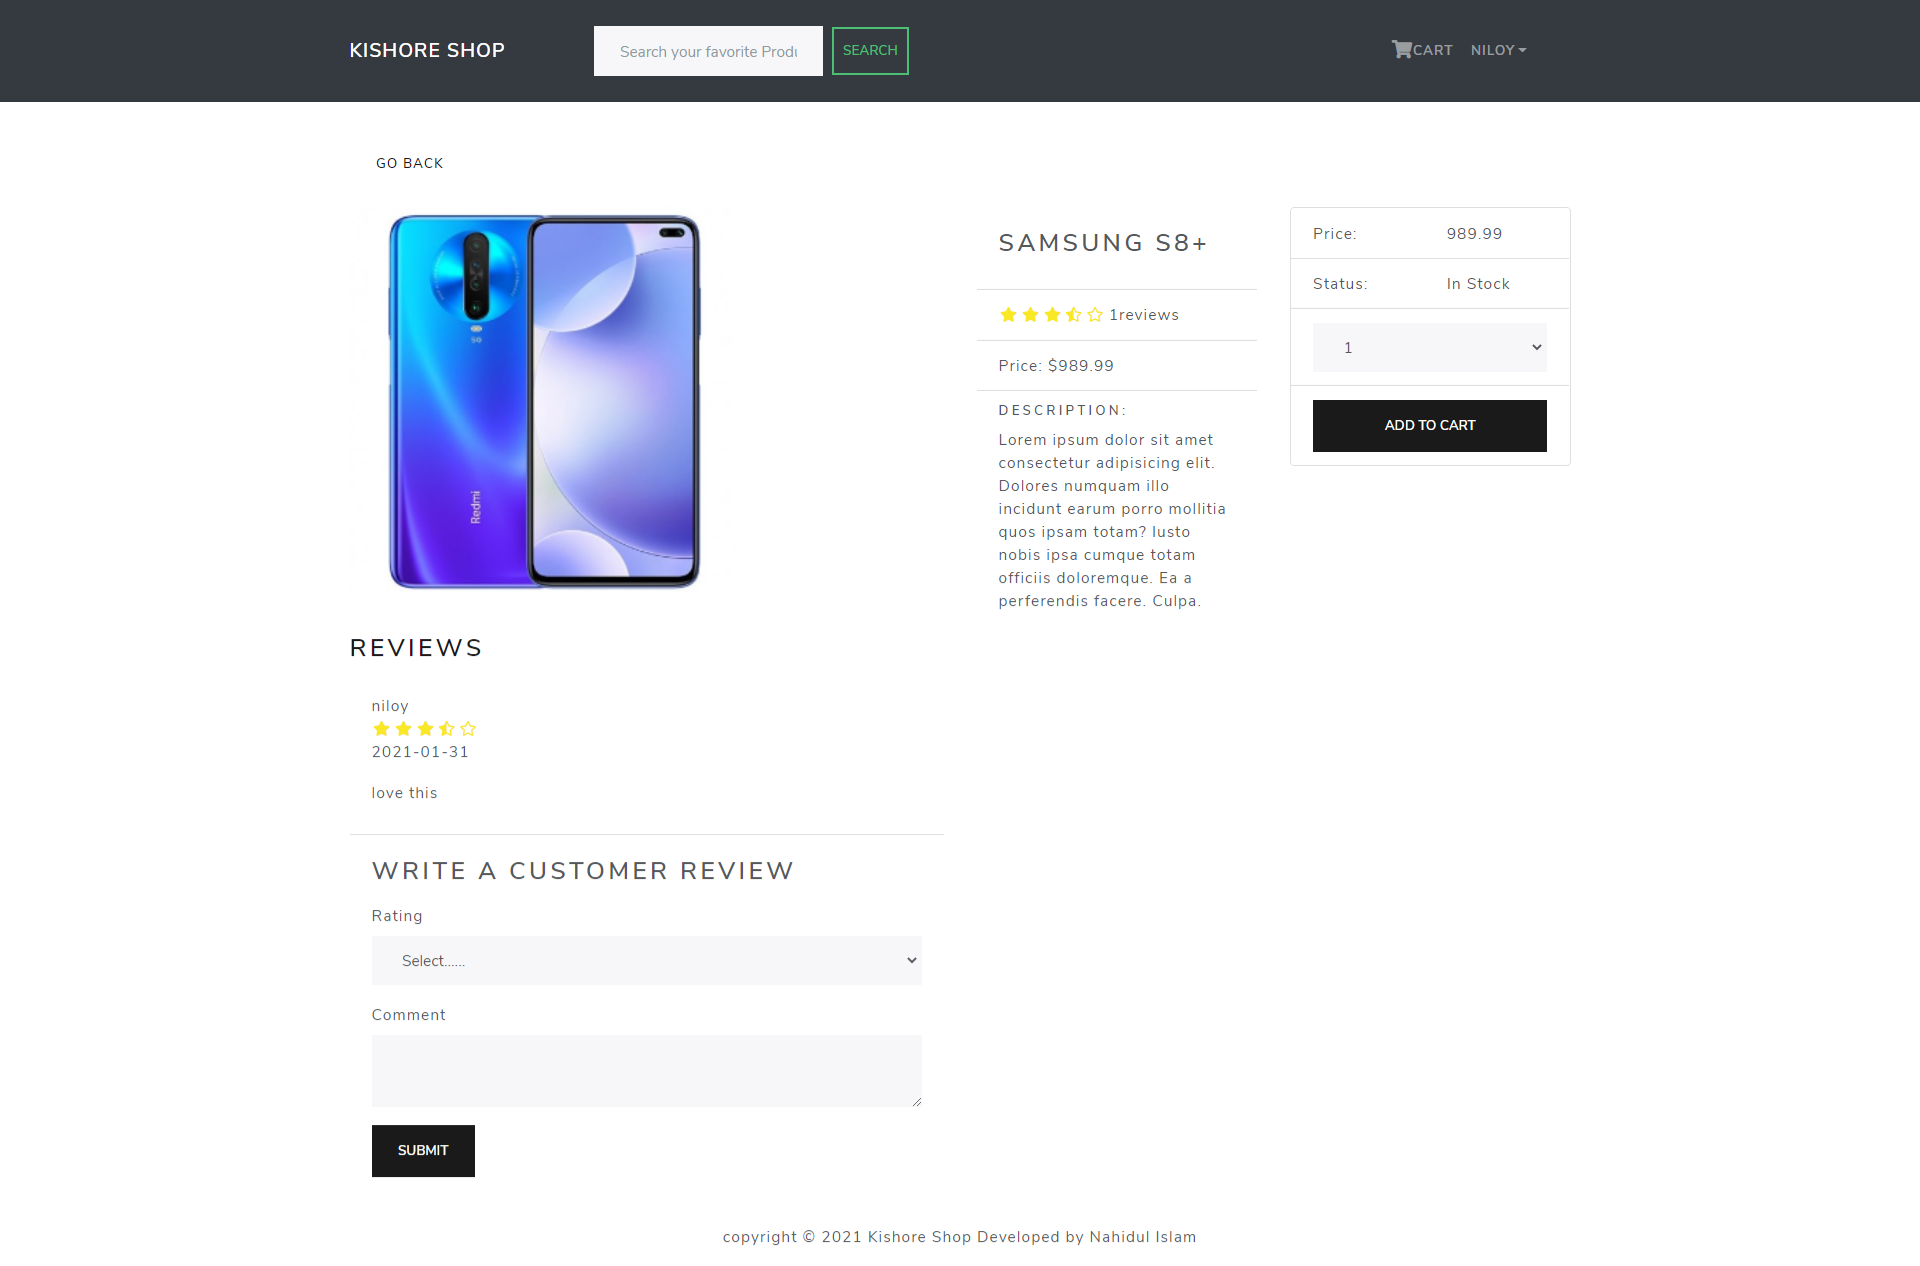 KISHORE SHOP
Search your favorite Produ
SEARCH
CART
NILOY
GO BACK
Redmi
SAMSUNG S8+
1reviews
Price: $989.99
DESCRIPTION:
Lorem ipsum dolor sit amet
consectetur adipisicing elit.
Dolores numquam illo
incidunt earum porro mollitia
quos ipsam totam? Iusto
nobis ipsa cumque totam
officiis doloremque. Ea a
perferendis facere. Culpa.
Price: 989.99
Status: In Stock
1
ADD TO CART
REVIEWS
niloy
2021-01-31
love this
WRITE A CUSTOMER REVIEW
Rating
Select......
Comment
SUBMIT
copyright © 2021 Kishore Shop Developed by Nahidul Islam